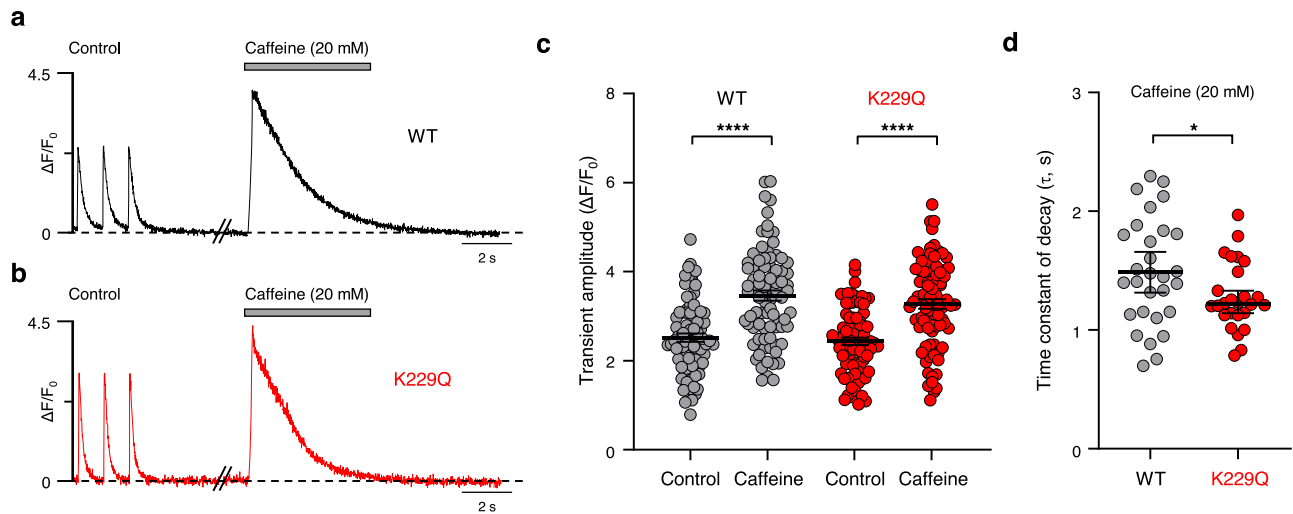 a
Control
Caffeine (20 mM)
4.5
ΔF/F0
0
WT
2 s
b
Control
Caffeine (20 mM)
4.5
ΔF/F0
0
K229Q
2 s
c
Transient amplitude (ΔF/F0)
8
6
4
2
0
WT
K229Q
****
****
Control
Caffeine
Control
Caffeine
d
Time constant of decay (τ, s)
3
2
1
0
Caffeine (20 mM)
*
WT
K229Q